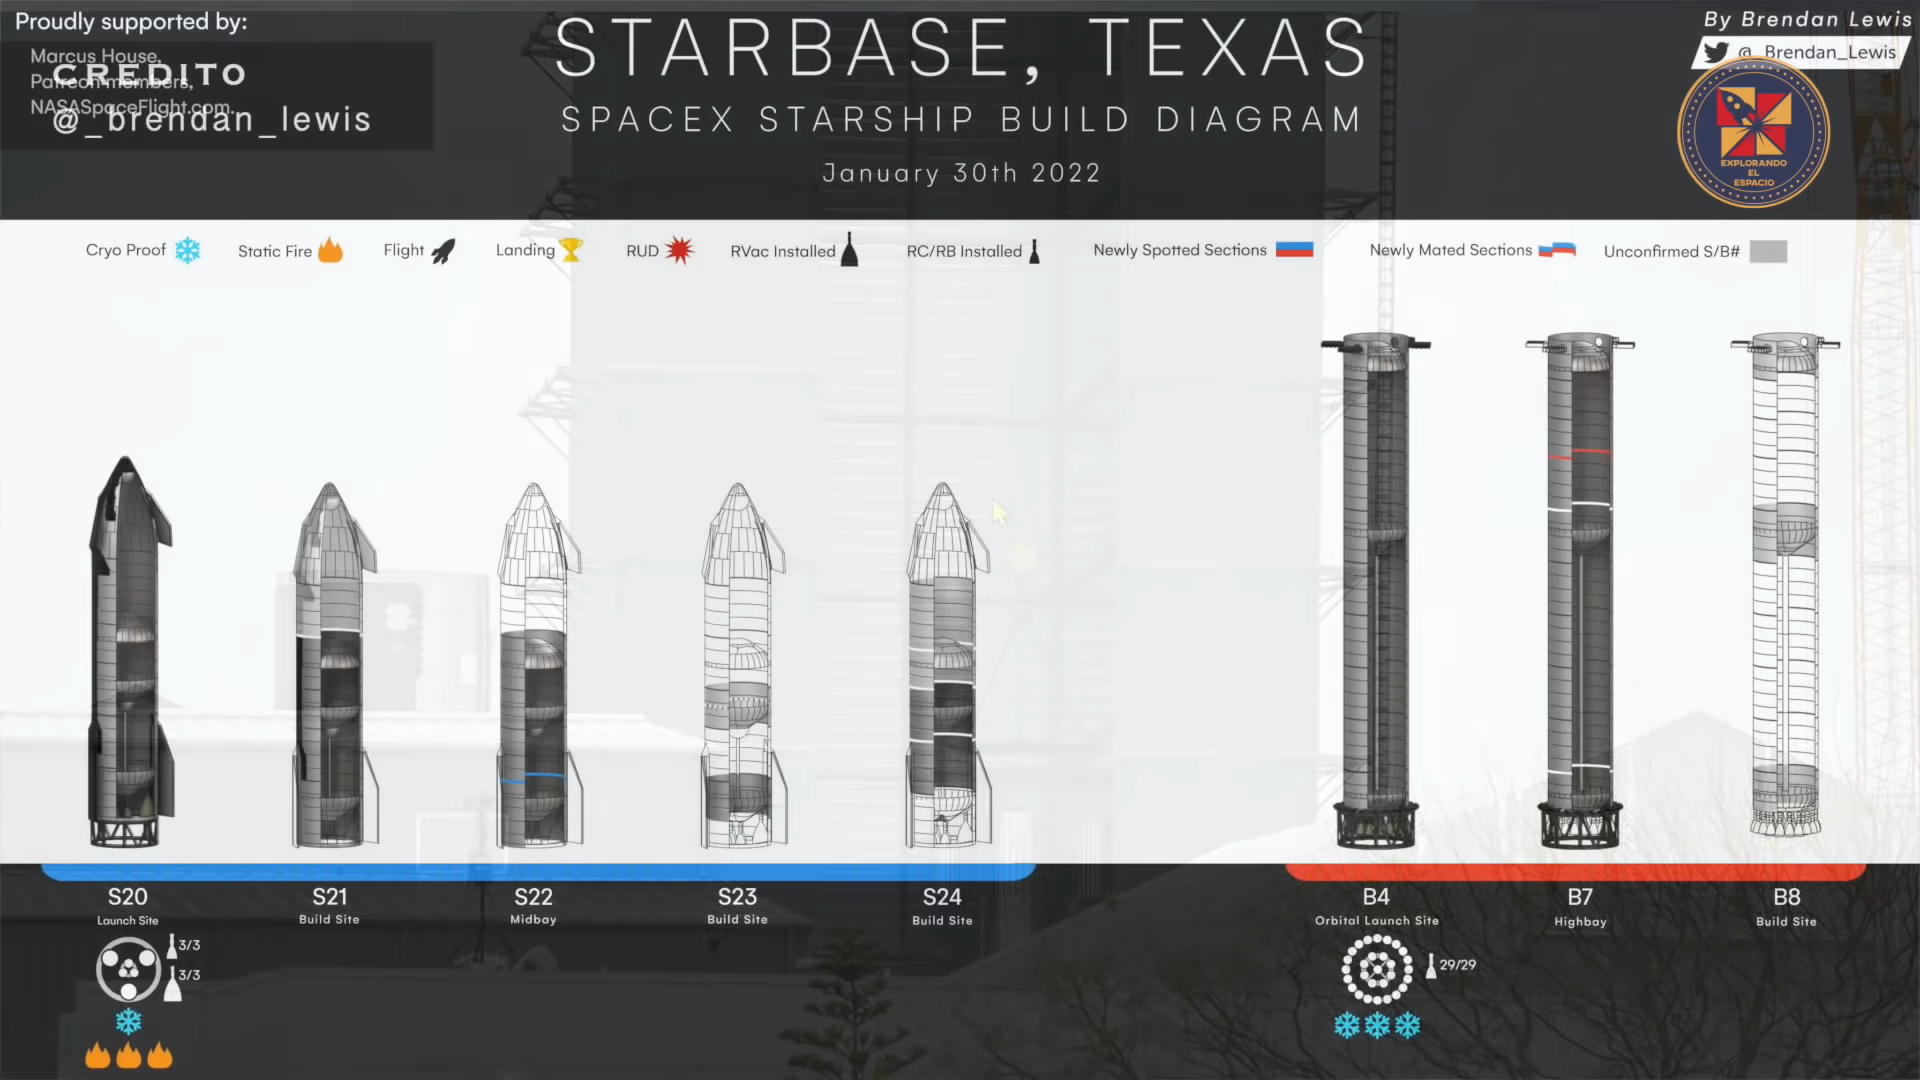 Proudly supported by:
Marcus House,
Patreon members,
NASASpaceFlight.com
CREDITO
@_brendan_lewis
STARBASE, TEXAS
SPACEX STARSHIP BUILD DIAGRAM
January 30th 2022
By Brendan Lewis
@_Brendan_Lewis
EXPLORANDO
EL
ESPACIO
Cryo Proof
Static Fire
Flight
Landing
RUD
RVac Installed
RC/RB Installed
Newly Spotted Sections
Newly Mated Sections
Unconfirmed S/B#
S20
Launch Site
3/3
3/3
S21
Build Site
S22
Midbay
S23
Build Site
S24
Build Site
B4
Orbital Launch Site
29/29
B7
Highbay
B8
Build Site